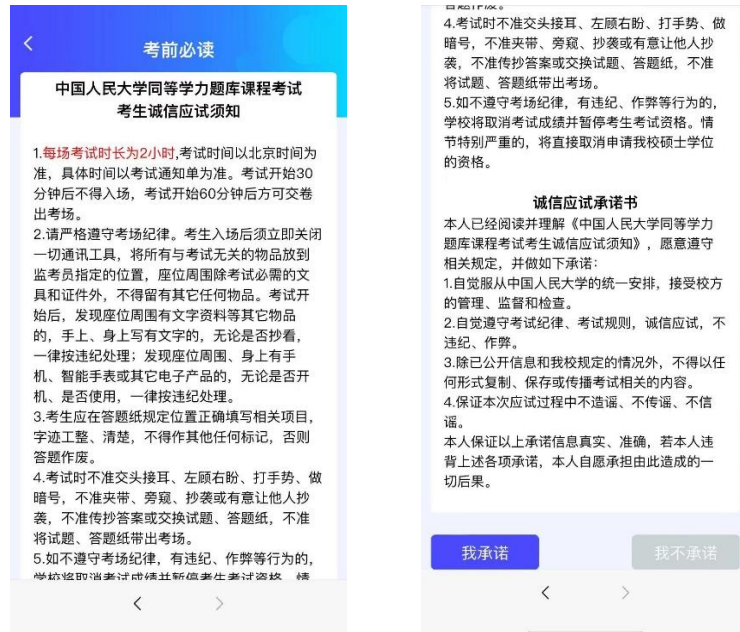 考前必读
中国人民大学同等学力题库课程考试
考生诚信应试须知
1.每场考试时长为2小时,考试时间以北京时间为
准，具体时间以考试通知单为准。考试开始30
分钟后不得入场，考试开始60分钟后方可交卷
出考场。
2.请严格遵守考场纪律。考生入场后须立即关闭
一切通讯工具，将所有与考试无关的物品放到
监考员指定的位置，座位周围除考试必需的文
具和证件外，不得留有其它任何物品。考试开
始后，发现座位周围有文字资料等其它物品
的，手上、身上写有文字的，无论是否抄看，
一律按违纪处理；发现座位周围、身上有手
机、智能手表或其它电子产品的，无论是否开
机、是否使用，一律按违纪处理。
3.考生应在答题纸规定位置正确填写相关项目，
字迹工整、清楚，不得作其他任何标记，否则
答题作废。
4.考试时不准交头接耳、左顾右盼、打手势、做
暗号，不准夹带、旁窥、抄袭或有意让他人抄
袭，不准传抄答案或交换试题、答题纸，不准
将试题、答题纸带出考场。
5.如不遵守考场纪律，有违纪、作弊等行为的，
学校将取消考试成绩并暂停考生考试资格。情
答题作废。
4.考试时不准交头接耳、左顾右盼、打手势、做
暗号，不准夹带、旁窥、抄袭或有意让他人抄
袭，不准传抄答案或交换试题、答题纸，不准
将试题、答题纸带出考场。
5.如不遵守考场纪律，有违纪、作弊等行为的，
学校将取消考试成绩并暂停考生考试资格。情
节特别严重的，将直接取消申请我校硕士学位
的资格。
诚信应试承诺书
本人已经阅读并理解《中国人民大学同等学力
题库课程考试考生诚信应试须知》，愿意遵守
相关规定，并做如下承诺：
1.自觉服从中国人民大学的统一安排，接受校方
的管理、监督和检查。
2.自觉遵守考试纪律、考试规则，诚信应试，不
违纪、作弊。
3.除已公开信息和我校规定的情况外，不得以任
何形式复制、保存或传播考试相关的内容。
4.保证本次应试过程中不造谣、不传谣、不信
谣。
本人保证以上承诺信息真实、准确，若本人违
背上述各项承诺，本人自愿承担由此造成的一
切后果。
我承诺
我不承诺